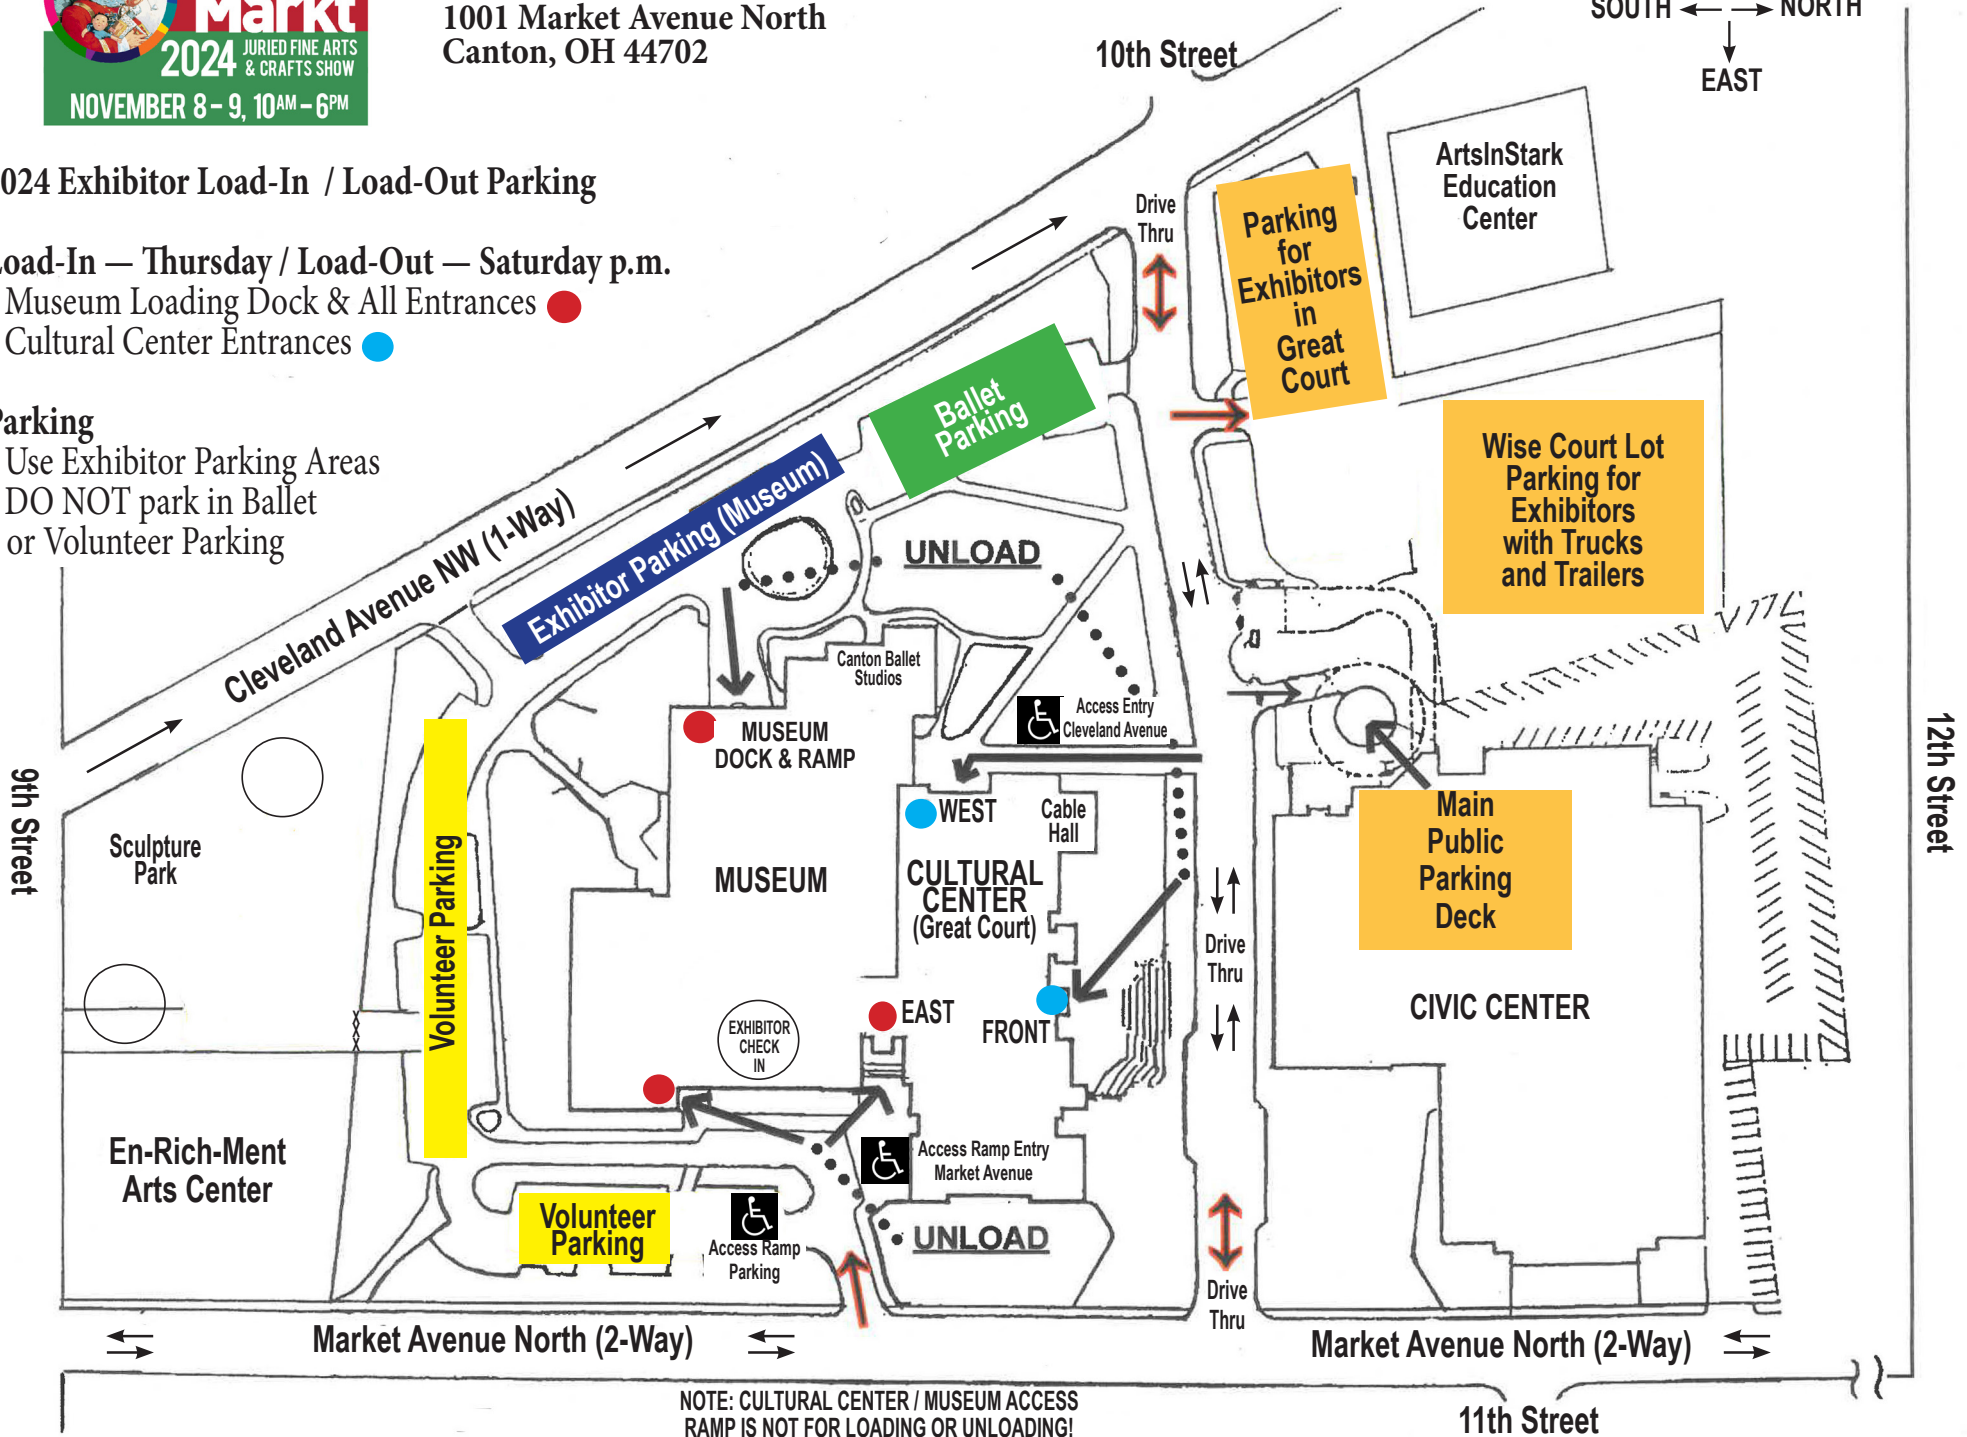 Markt
2024 JURIED FINE ARTS
& CRAFTS SHOW
NOVEMBER 8 – 9, 10AM – 6PM
1001 Market Avenue North
Canton, OH 44702
10th Street
SOUTH NORTH
EAST
024 Exhibitor Load-In / Load-Out Parking
oad-In — Thursday / Load-Out — Saturday p.m.
Museum Loading Dock & All Entrances
Cultural Center Entrances
arking
Use Exhibitor Parking Areas
DO NOT park in Ballet
or Volunteer Parking
Drive
Thru
Parking
for
Exhibitors
in
Great
Court
ArtsInStark
Education
Center
Ballet
Parking
Wise Court Lot
Parking for
Exhibitors
with Trucks
and Trailers
Exhibitor Parking (Museum)
Cleveland Avenue NW (1-Way)
UNLOAD
Canton Ballet
Studios
Access Entry
Cleveland Avenue
MUSEUM
DOCK & RAMP
9th Street
12th Street
Sculpture
Park
Volunteer Parking
WEST
Cable
Hall
MUSEUM
CULTURAL
CENTER
(Great Court)
Main
Public
Parking
Deck
Drive
Thru
CIVIC CENTER
EAST
FRONT
EXHIBITOR
CHECK
IN
En-Rich-Ment
Arts Center
Access Ramp Entry
Market Avenue
Volunteer
Parking
Access Ramp
Parking
UNLOAD
Drive
Thru
Market Avenue North (2-Way)
Market Avenue North (2-Way)
NOTE: CULTURAL CENTER / MUSEUM ACCESS
RAMP IS NOT FOR LOADING OR UNLOADING!
11th Street